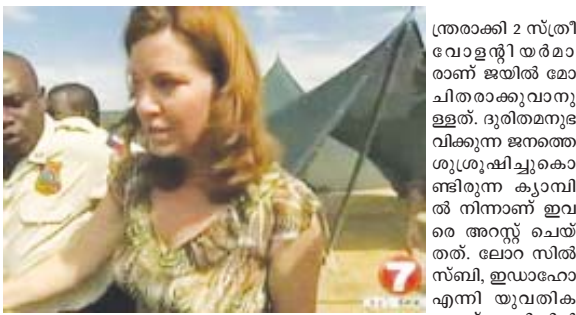 ന്ത്രരാക്കി 2 സ്ത്രീ
വോളന്റിയർമാ
രാണ് ജയിൽ മോ
ചിതരാക്കുവാനു
ള്ളത്. ദുരിതമനുഭ
വിക്കുന്ന ജനത്തെ
ശുശ്രൂഷിച്ചുകൊ
ണ്ടിരുന്ന ക്യാമ്പി
ൽ നിന്നാണ് ഇവ
രെ അറസ്റ്റ് ചെയ്
തത്. ലോറ സിൽ
സ്ബി, ഇഡാഹോ
എന്നി യുവതിക
7